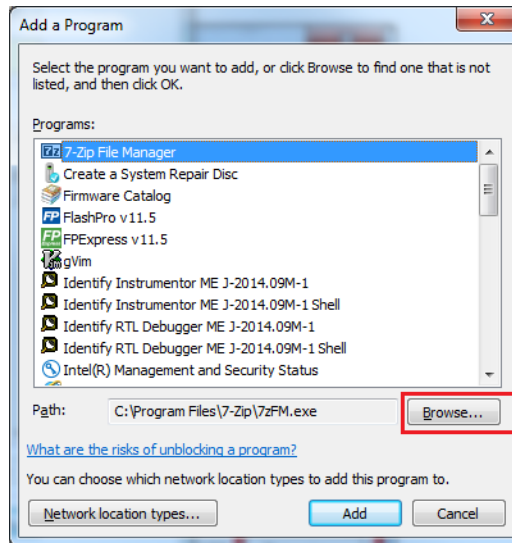 Add a Program
Select the program you want to add, or click Browse to find one that is not
listed, and then click OK.
Programs:
7-Zip File Manager
Create a System Repair Disc
Firmware Catalog
FlashPro v11.5
FPExpress v11.5
gVim
Identify Instrumentor ME J-2014.09M-1
Identify Instrumentor ME J-2014.09M-1 Shell
Identify RTL Debugger ME J-2014.09M-1
Identify RTL Debugger ME J-2014.09M-1 Shell
Intel(R) Management and Security Status
Path: C:\Program Files\7-Zip\7zFM.exe Browse...
What are the risks of unblocking a program?
You can choose which network location types to add this program to.
Network location types... Add Cancel